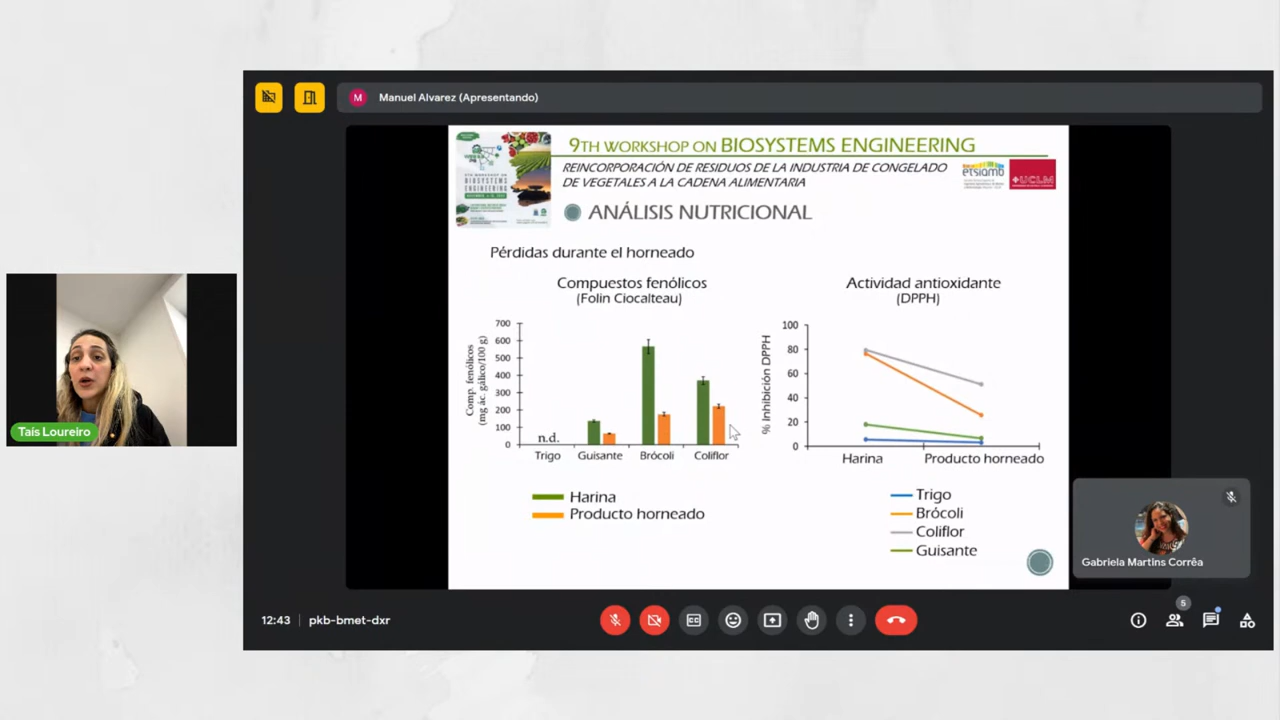 M Manuel Alvarez (Apresentando)
9TH WORKSHOP ON BIOSYSTEMS ENGINEERING
REINCORPORACIÓN DE RESIDUOS DE LA INDUSTRIA DE CONGELADO
DE VEGETALES A LA CADENA ALIMENTARIA
etsiamb
UCLM
BIOSYSTEMS
ENGINEERING
ANÁLISIS NUTRICIONAL
Pérdidas durante el horneado
Compuestos fenólicos
(Folin Ciocalteau)
Comp. fenólicos
(mg ác. gálico/100 g)
700
600
500
400
300
200
100
0
n.d.
Trigo Guisante Brócoli Coliflor
Harina
Producto horneado
Actividad antioxidante
(DPPH)
% Inhibición DPPH
100
80
60
40
20
0
Harina Producto horneado
Trigo
Brócoli
Coliflor
Guisante
Taís Loureiro
Gabriela Martins Corrêa
12:43 | pkb-bmet-dxr
5